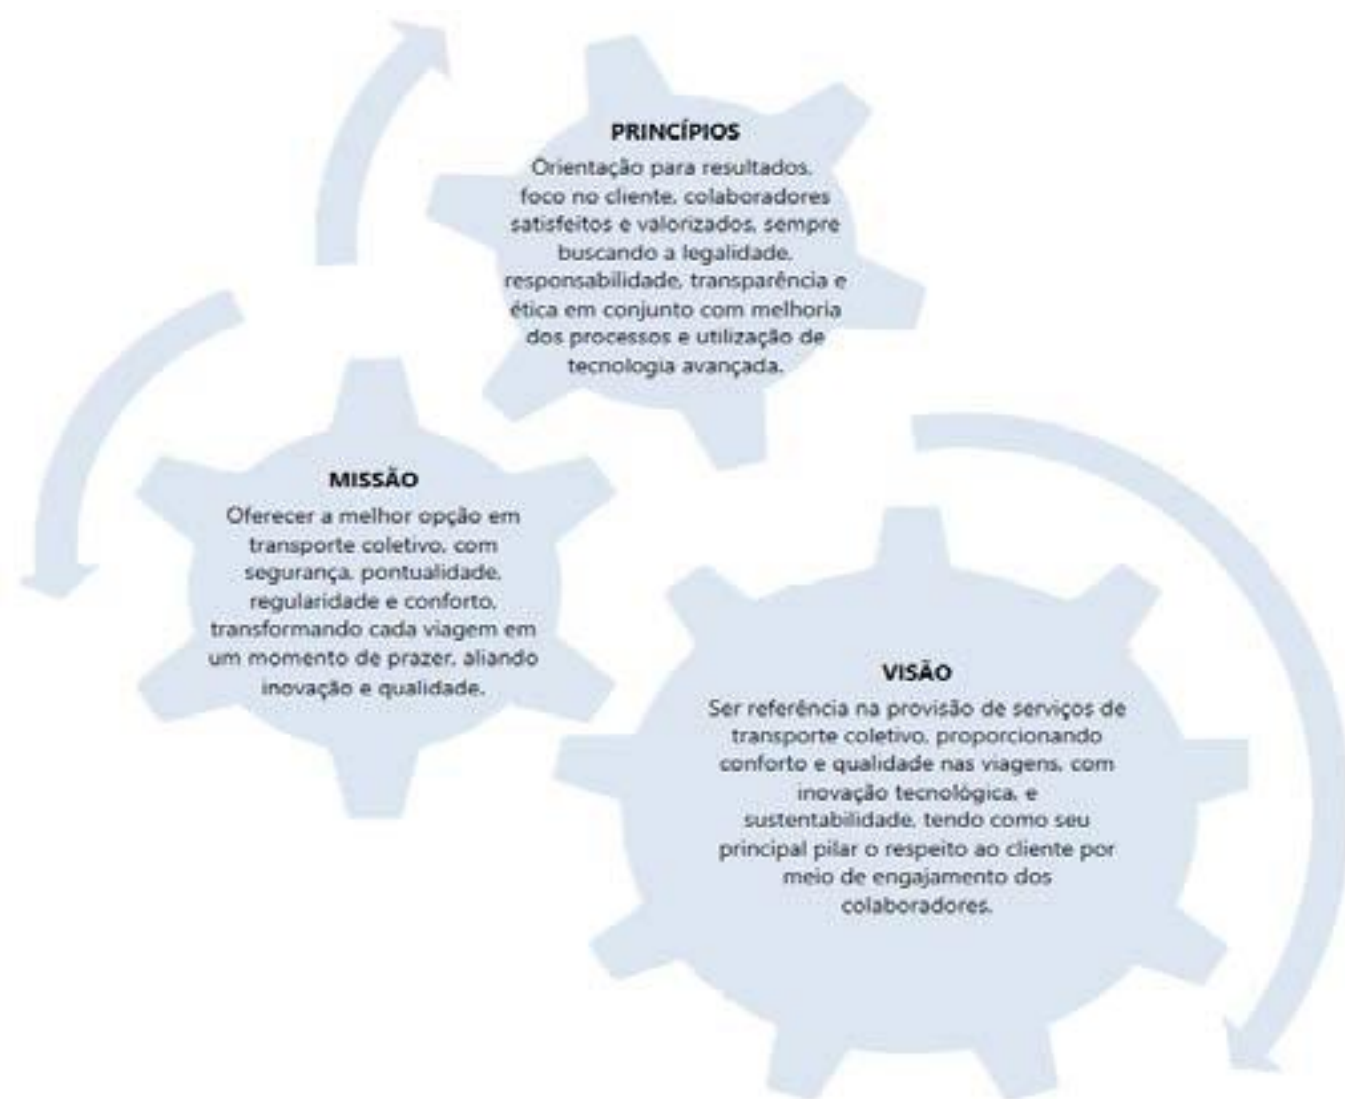 PRINCÍPIOS
Orientação para resultados,
foco no cliente, colaboradores
satisfeitos e valorizados, sempre
buscando a legalidade,
responsabilidade, transparência e
ética em conjunto com melhoria
dos processos e utilização de
tecnologia avançada.
MISSÃO
Oferecer a melhor opção em
transporte coletivo, com
segurança, pontualidade,
regularidade e conforto,
transformando cada viagem em
um momento de prazer, aliando
inovação e qualidade.
VISÃO
Ser referência na provisão de serviços de
transporte coletivo, proporcionando
conforto e qualidade nas viagens, com
inovação tecnológica, e
sustentabilidade, tendo como seu
principal pilar o respeito ao cliente por
meio de engajamento dos
colaboradores.